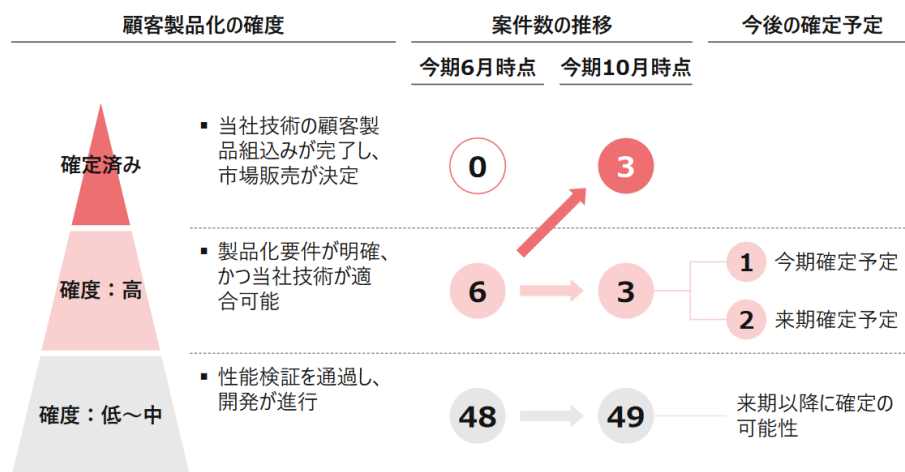 顧客製品化の確度
案件数の推移
今後の確定予定
今期6月時点
今期10月時点
確定済み
▪ 当社技術の顧客製
品組込みが完了し、
市場販売が決定
0
3
確度：高
▪ 製品化要件が明確、
かつ当社技術が適
合可能
6
3
1 今期確定予定
2 来期確定予定
確度：低～中
▪ 性能検証を通過し、
開発が進行
48
49
来期以降に確定の
可能性